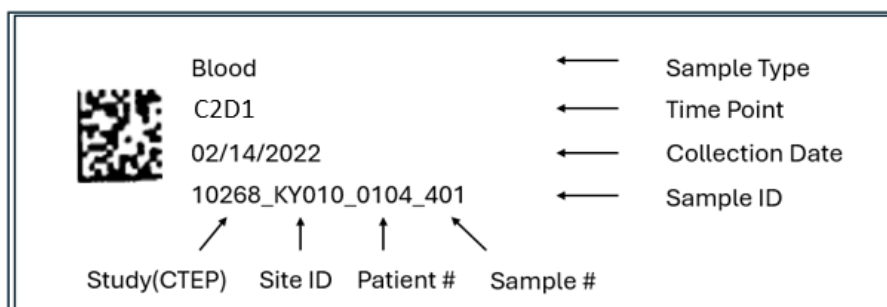 Blood Sample Type
C2D1 Time Point
02/14/2022 Collection Date
10268_KY010_0104_401 Sample ID
Study(CTEP) Site ID Patient # Sample #